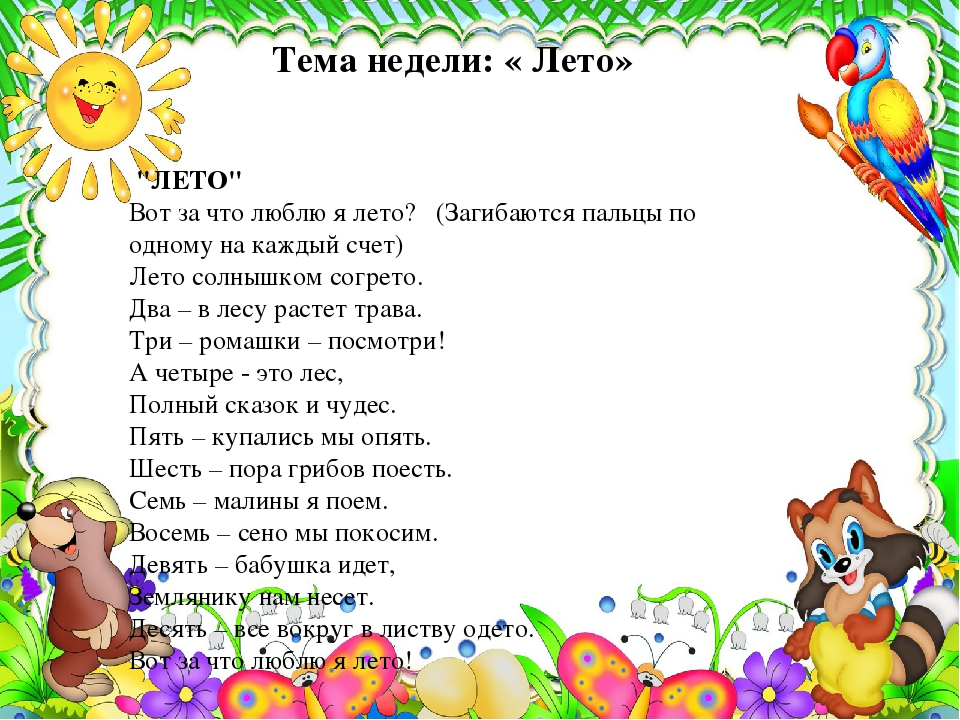 Тема недели: « Лето»
"ЛЕТО"
Вот за что люблю я лето? (Загибаются пальцы по
одному на каждый счет)
Лето солнышком согрето.
Два – в лесу растет трава.
Три – ромашки – посмотри!
А четыре - это лес,
Полный сказок и чудес.
Пять – купались мы опять.
Шесть – пора грибов поесть.
Семь – малины я поем.
Восемь – сено мы покосим.
Девять – бабушка идет,
Землянику нам несет.
Десять – все вокруг в листву одето.
Вот за что люблю я лето!